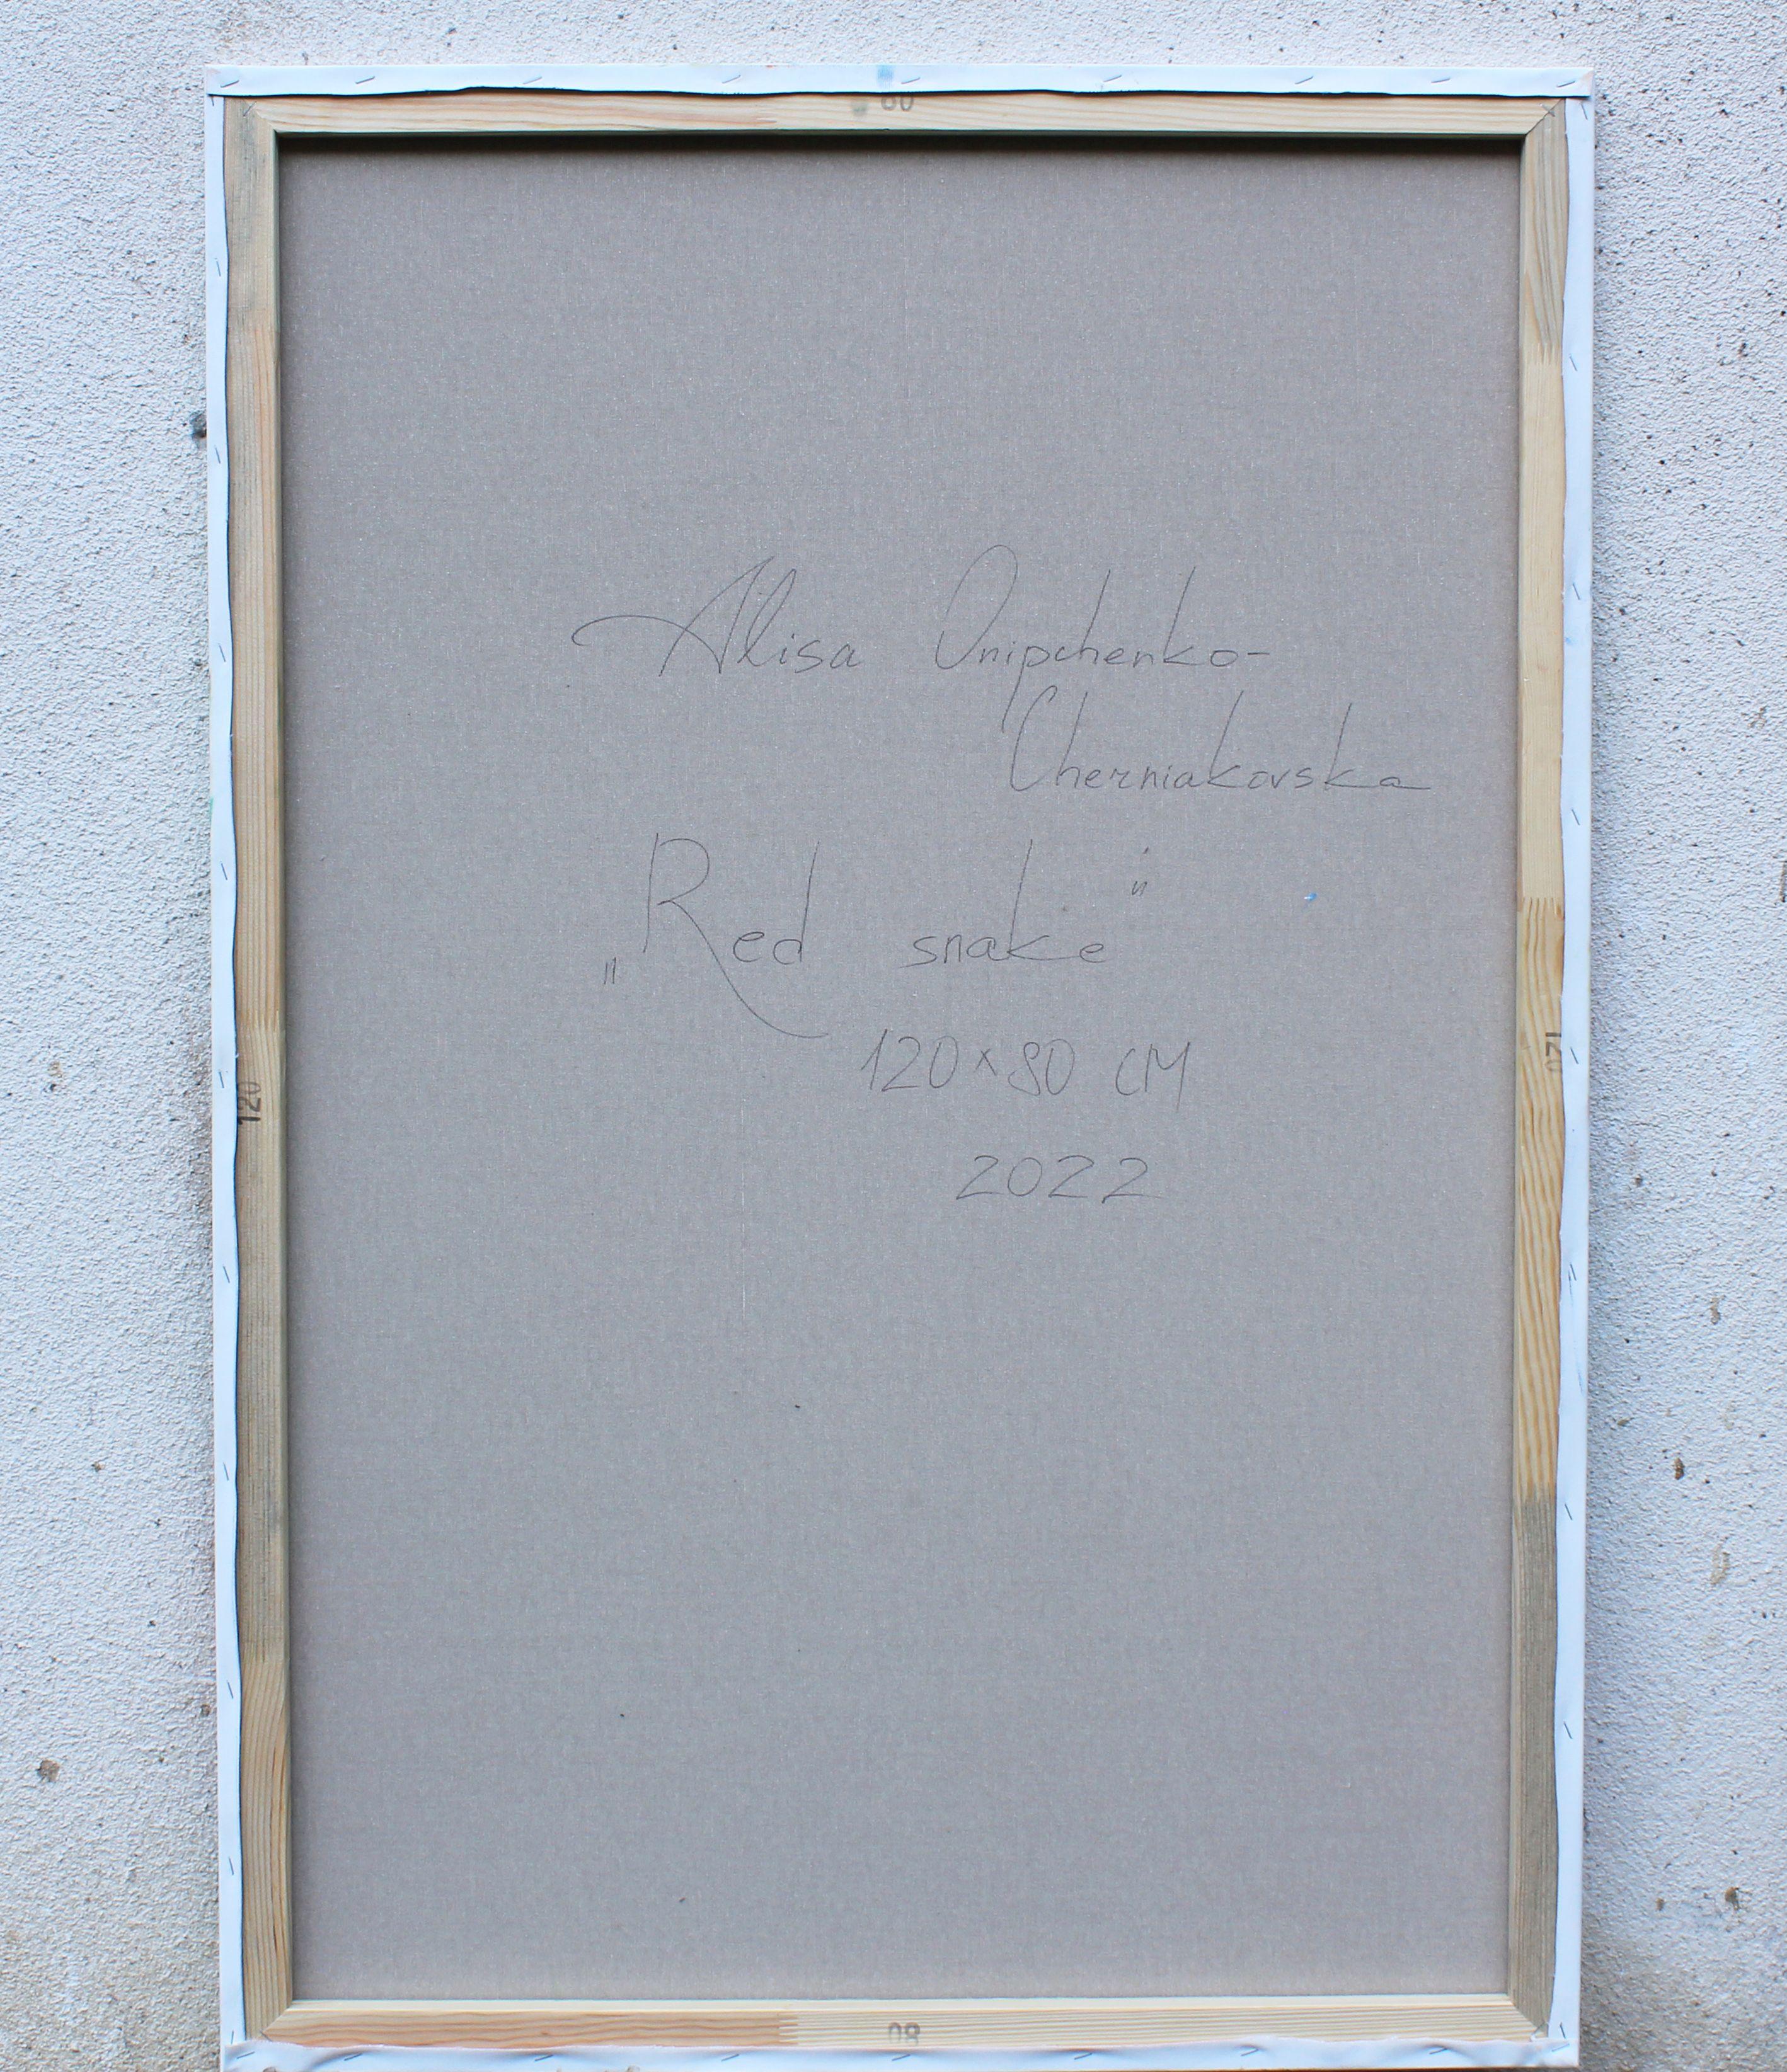 80
Alisa Onipchenko-
Cherniakovska
„Red snake"
120×80 CM
2022
120
120
80